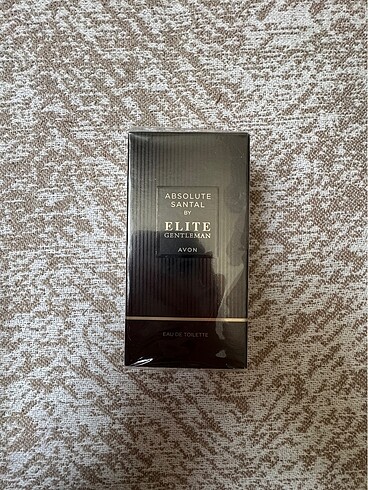 ABSOLUTE
SANTAL
BY
ELITE
GENTLEMAN
AVON
EAU DE TOILETTE